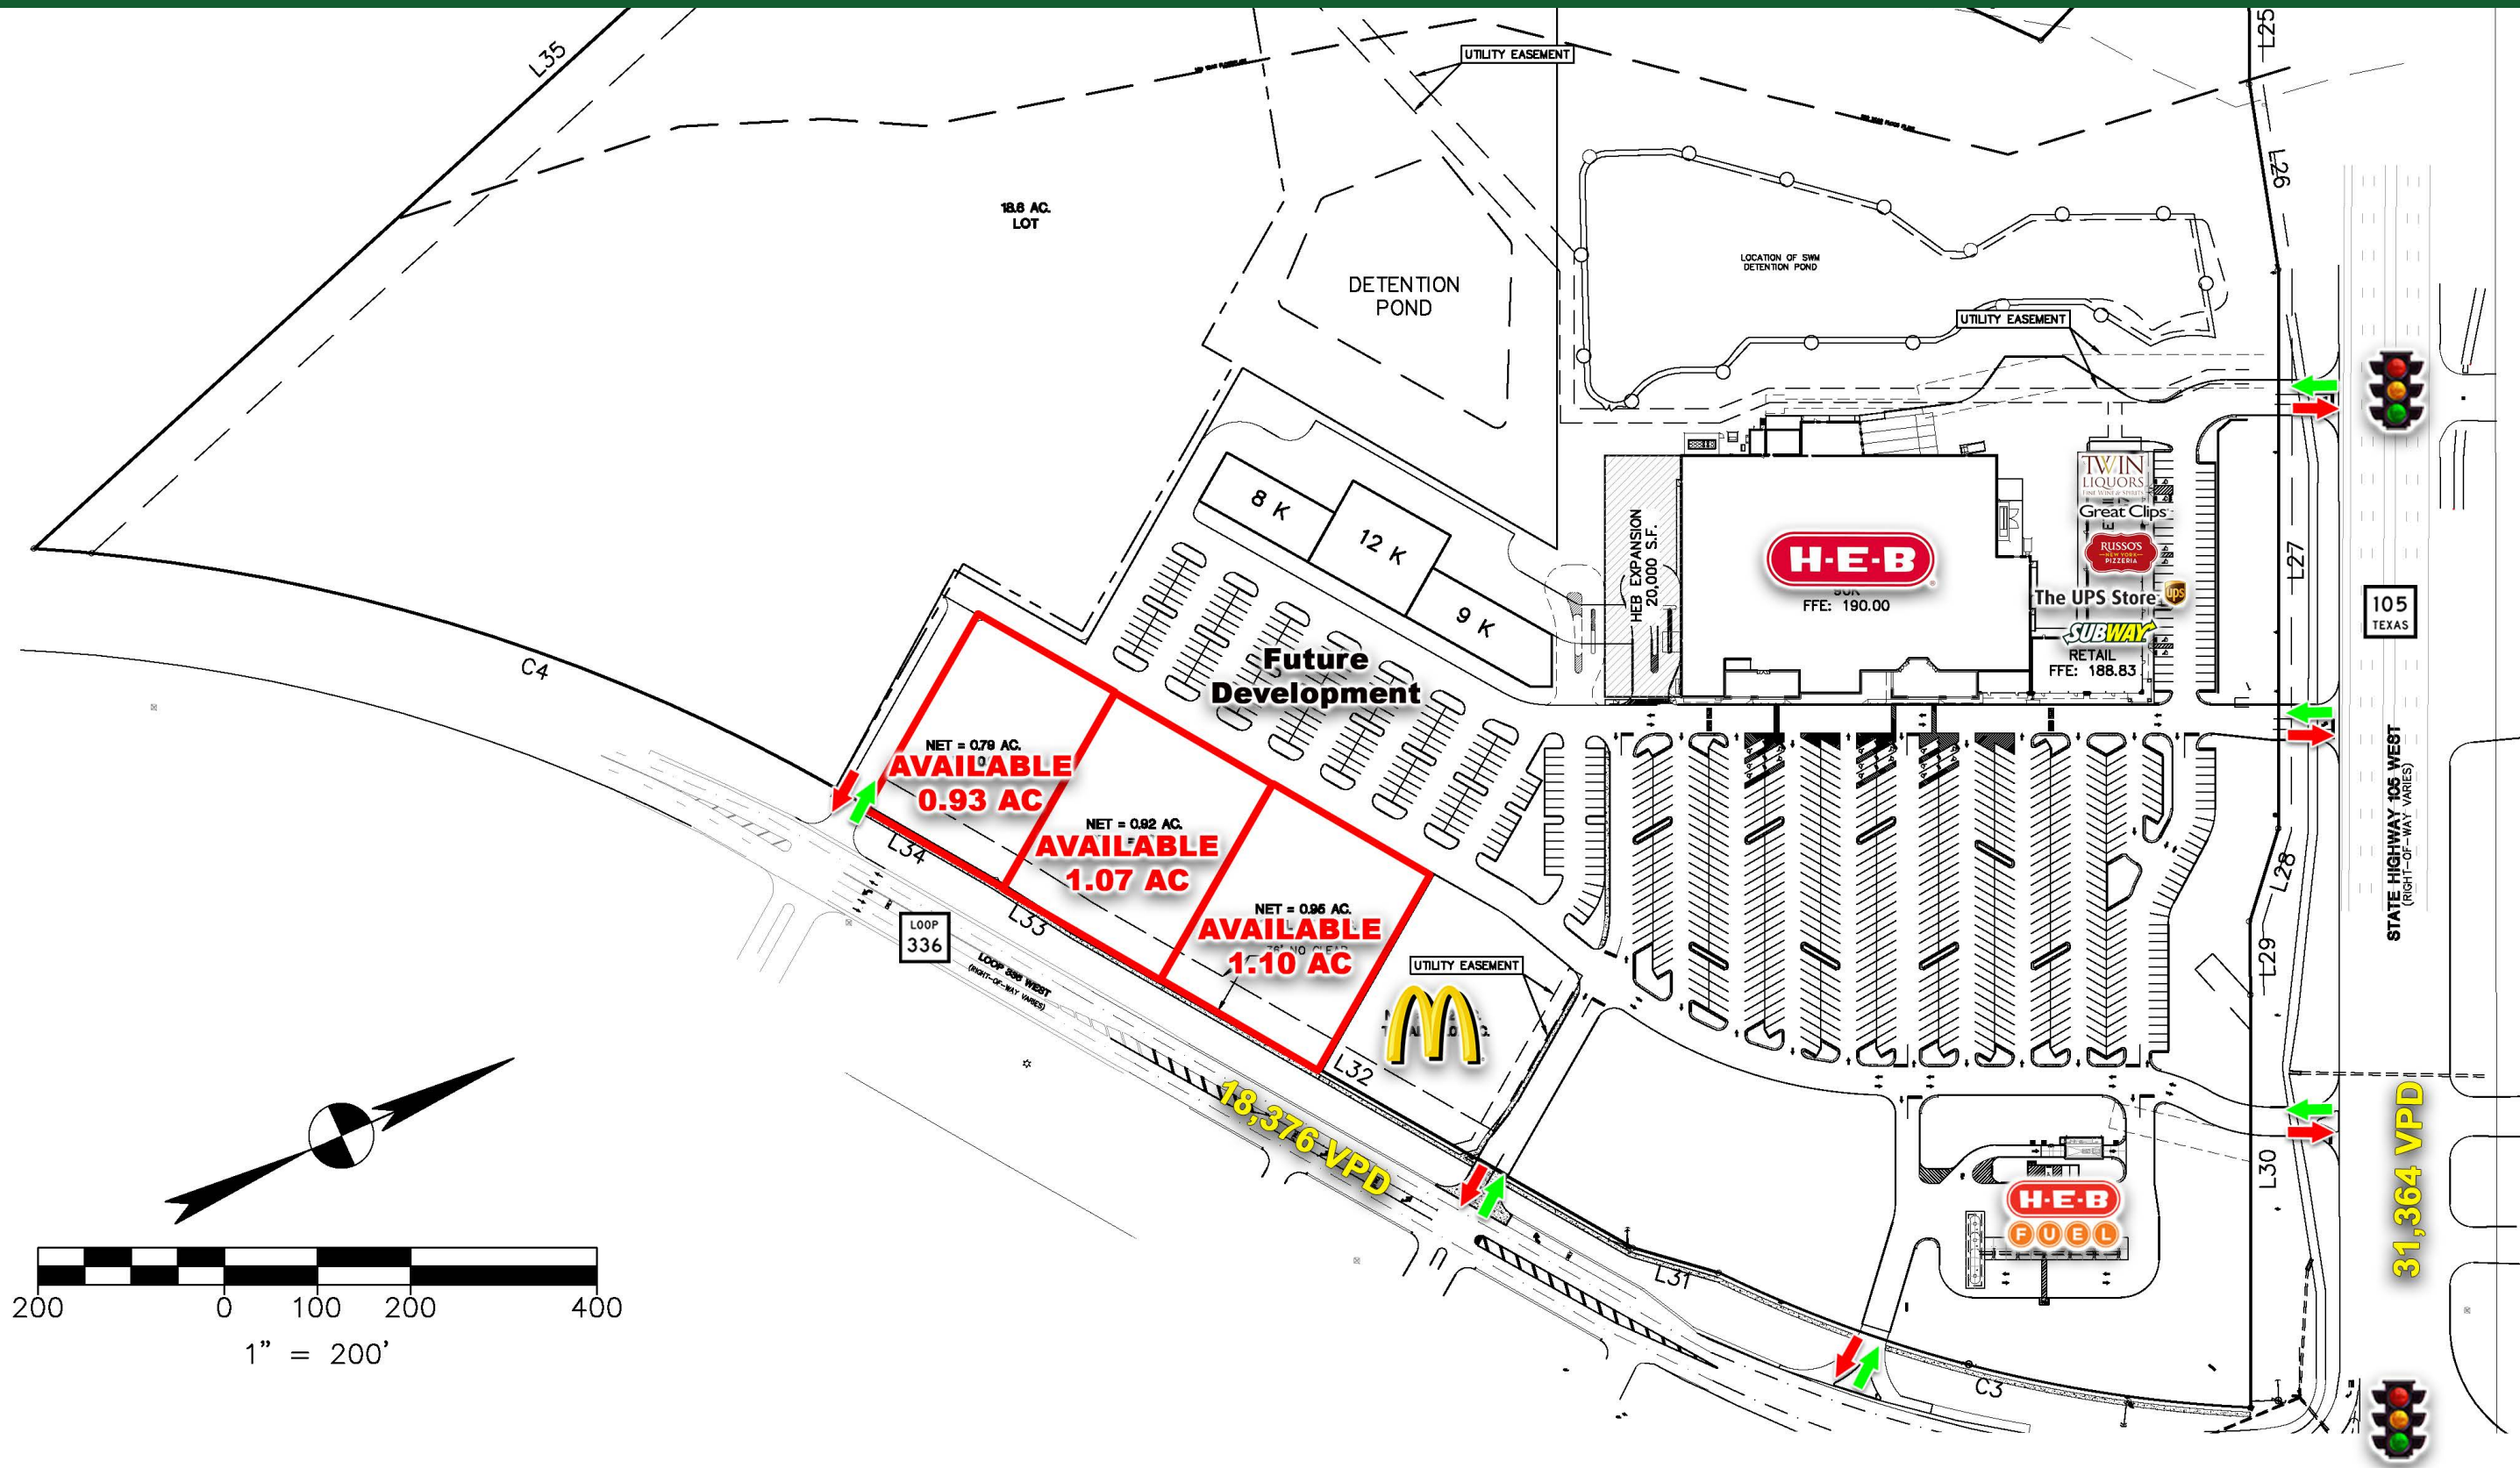 L35
L25
UTILITY EASEMENT
L26
18.6 AC.
LOT
DETENTION
POND
LOCATION OF SWM
DETENTION POND
UTILITY EASEMENT
8 K
12 K
9 K
HEB EXPANSION
20,000 S.F.
H-E-B
FFE: 190.00
TWIN
LIQUORS
FINE WINE & SPIRITS
Great Clips
RUSSO'S
NEW YORK
PIZZERIA
The UPS Store
ups
SUBWAY
RETAIL
FFE: 188.83
L27
105
TEXAS
STATE HIGHWAY 105 WEST
(RIGHT-OF-WAY VARIES)
C4
Future
Development
NET = 0.79 AC.
AVAILABLE
0.93 AC
NET = 0.92 AC.
AVAILABLE
1.07 AC
NET = 0.95 AC.
AVAILABLE
1.10 AC
L34
L33
LOOP
336
LOOP 336 WEST
(RIGHT-OF-WAY VARIES)
UTILITY EASEMENT
L32
L28
L29
18,376 VPD
31,364 VPD
L30
H-E-B
FUEL
L31
C3
200 0 100 200 400
1" = 200'